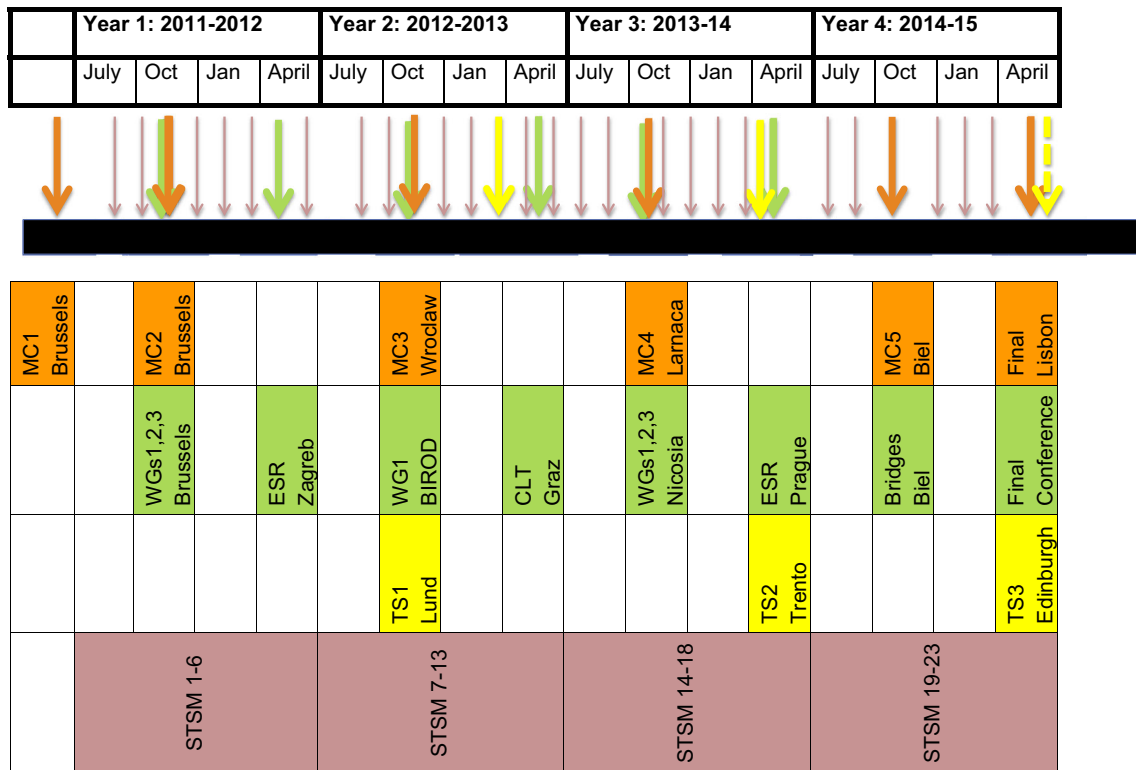 Year 1: 2011-2012
Year 2: 2012-2013
Year 3: 2013-14
Year 4: 2014-15
July
Oct
Jan
April
July
Oct
Jan
April
July
Oct
Jan
April
July
Oct
Jan
April
MC1
Brussels
MC2
Brussels
MC3
Wroclaw
MC4
Larnaca
MC5
Biel
Final
Lisbon
WGs1,2,3
Brussels
ESR
Zagreb
WG1
BIROD
CLT
Graz
WGs1,2,3
Nicosia
ESR
Prague
Bridges
Biel
Final
Conference
TS1
Lund
TS2
Trento
TS3
Edinburgh
STSM 1-6
STSM 7-13
STSM 14-18
STSM 19-23